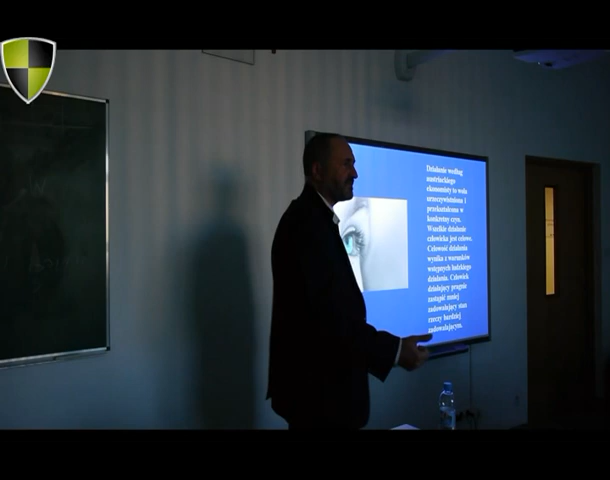 Działanie według
austriackiego
ekonomisty to wola
urzeczywistniona i
przekształcona w
konkretny czyn.
Wszelkie działanie
człowieka jest celowe.
Celowość działania
wynika z warunków
wstępnych ludzkiego
działania. Człowiek
działający pragnie
zastąpić mniej
zadowalający stan
rzeczy bardziej
zadowalającym.